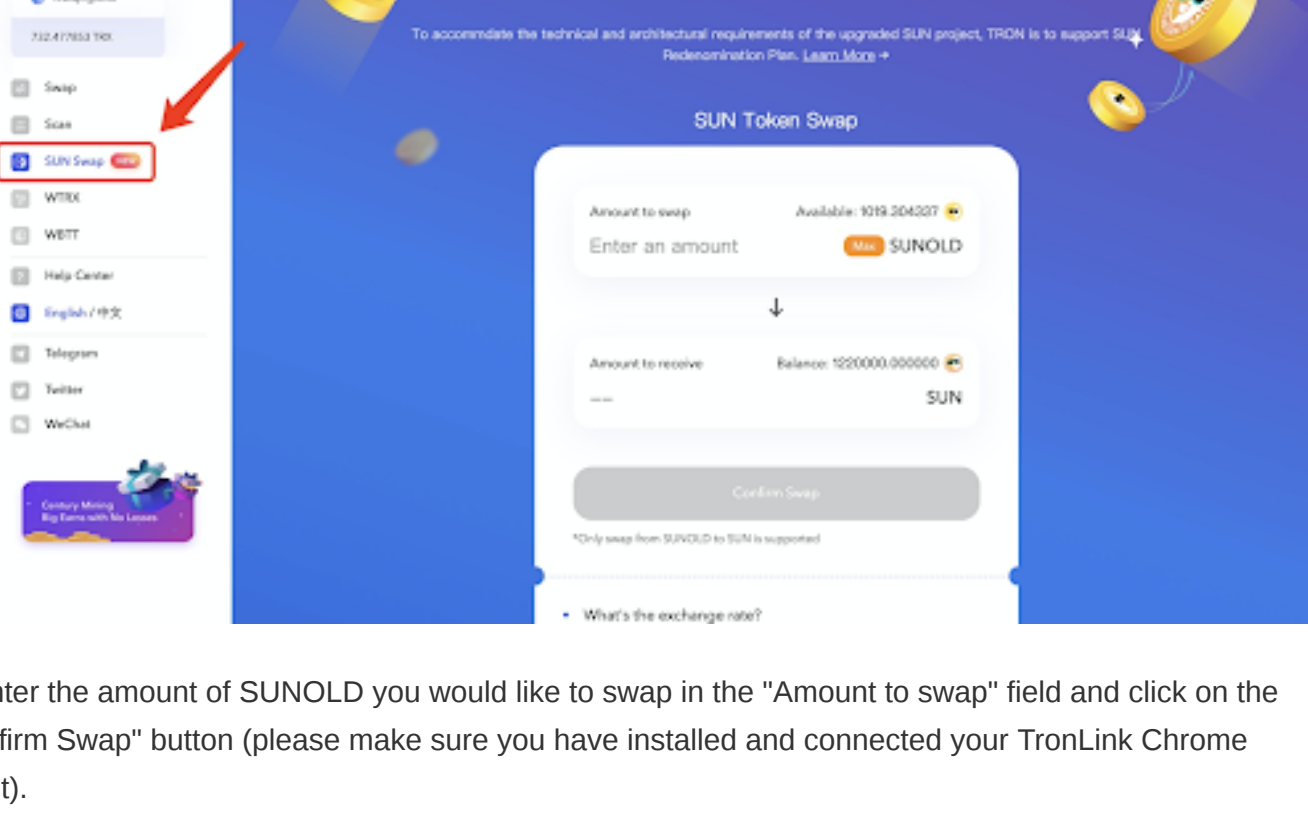 732.477853 TRX
Swap
Scan
SUN Swap NEW
WTRX
WBTT
Help Center
English / 中文
Telegram
Twitter
WeChat
Century Mining
Big Earns with No Losses
To accommdate the technical and architectural requirements of the upgraded SUN project, TRON is to support SUN
Redenomination Plan. Learn More →
SUN Token Swap
Amount to swap Available: 1019.204337
Enter an amount Max SUNOLD
↓
Amount to receive Balance: 1220000.000000
-- SUN
Confirm Swap
*Only swap from SUNOLD to SUN is supported
What's the exchange rate?
nter the amount of SUNOLD you would like to swap in the "Amount to swap" field and click on the
firm Swap" button (please make sure you have installed and connected your TronLink Chrome
t).